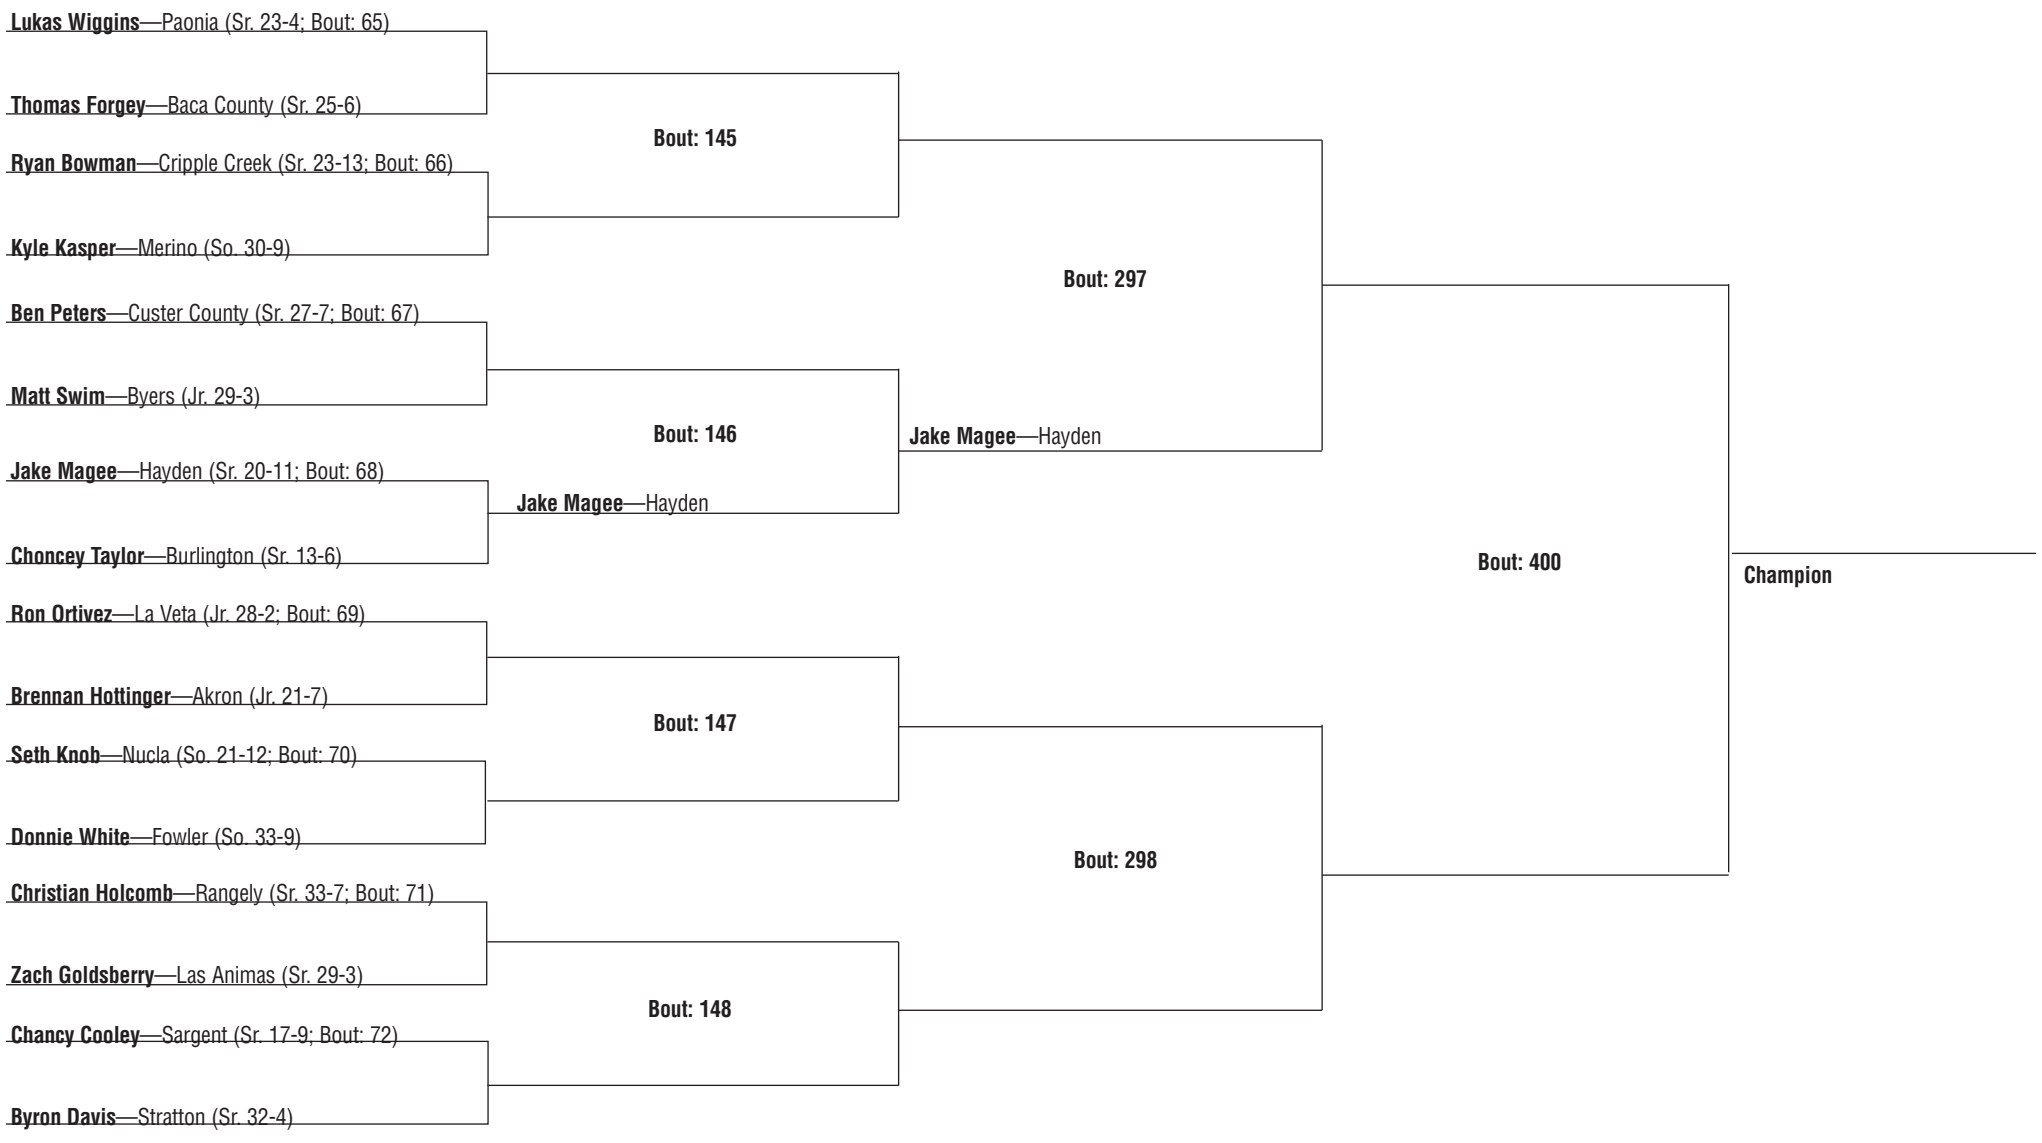 Lukas Wiggins—Paonia (Sr. 23-4; Bout: 65)
Thomas Forgey—Baca County (Sr. 25-6)
Bout: 145
Ryan Bowman—Cripple Creek (Sr. 23-13; Bout: 66)
Kyle Kasper—Merino (So. 30-9)
Bout: 297
Ben Peters—Custer County (Sr. 27-7; Bout: 67)
Matt Swim—Byers (Jr. 29-3)
Bout: 146
Jake Magee—Hayden
Jake Magee—Hayden (Sr. 20-11; Bout: 68)
Jake Magee—Hayden
Choncey Taylor—Burlington (Sr. 13-6)
Bout: 400
Champion
Ron Ortivez—La Veta (Jr. 28-2; Bout: 69)
Brennan Hottinger—Akron (Jr. 21-7)
Bout: 147
Seth Knob—Nucla (So. 21-12; Bout: 70)
Donnie White—Fowler (So. 33-9)
Bout: 298
Christian Holcomb—Rangely (Sr. 33-7; Bout: 71)
Zach Goldsberry—Las Animas (Sr. 29-3)
Bout: 148
Chancy Cooley—Sargent (Sr. 17-9; Bout: 72)
Byron Davis—Stratton (Sr. 32-4)